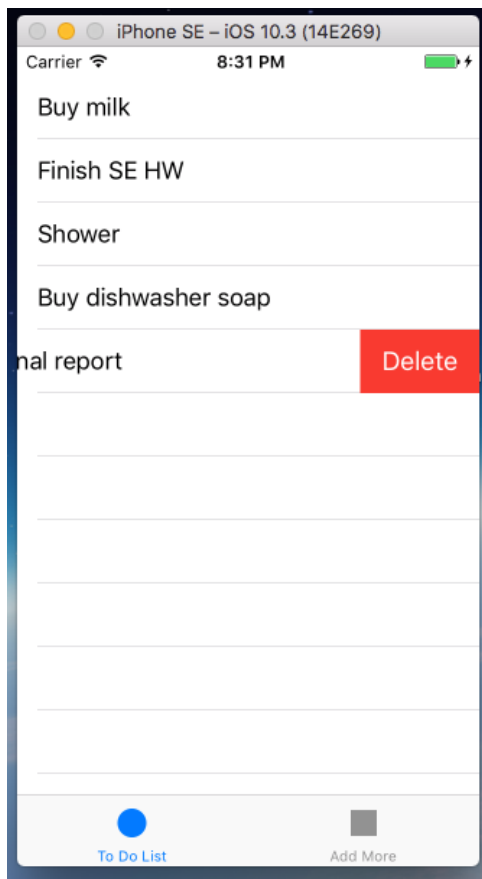 iPhone SE – iOS 10.3 (14E269)
Carrier 8:31 PM
Buy milk
Finish SE HW
Shower
Buy dishwasher soap
nal report Delete
To Do List Add More